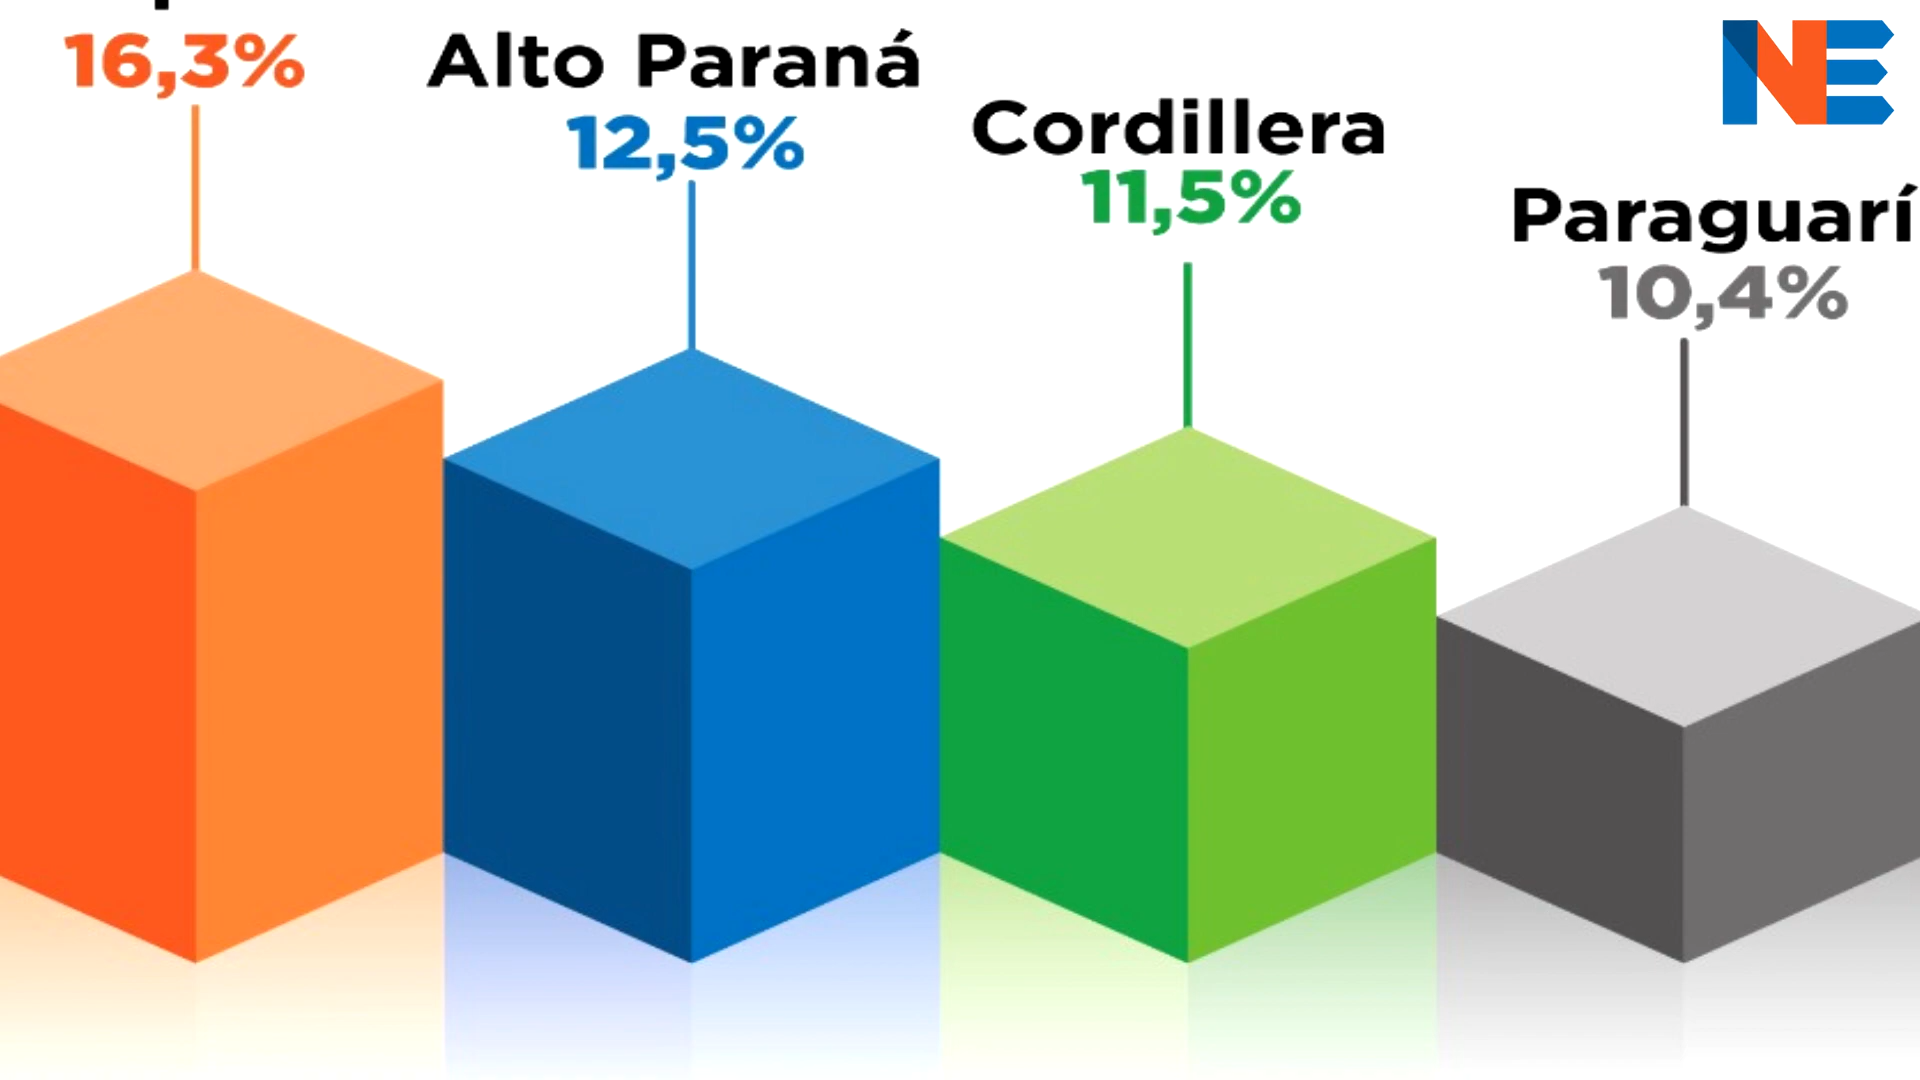 16,3%
Alto Paraná
12,5%
Cordillera
11,5%
Paraguarí
10,4%
NE